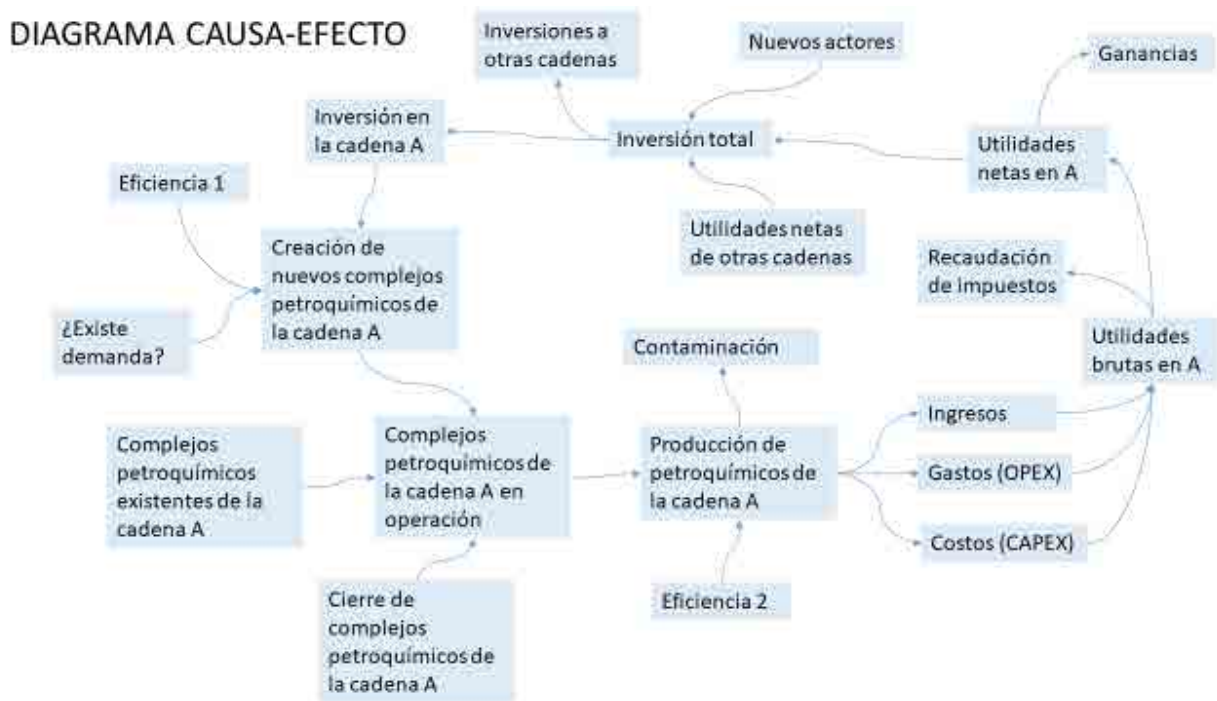 DIAGRAMA CAUSA-EFECTO
Inversiones a
otras cadenas
Nuevos actores
Ganancias
Inversión en
la cadena A
Inversión total
Utilidades
netas en A
Eficiencia 1
Utilidades netas
de otras cadenas
Creación de
nuevos complejos
petroquímicos de
la cadena A
Recaudación
de impuestos
¿Existe
demanda?
Contaminación
Utilidades
brutas en A
Complejos
petroquímicos
existentes de la
cadena A
Complejos
petroquímicos de
la cadena A en
operación
Producción de
petroquímicos de
la cadena A
Ingresos
Gastos (OPEX)
Costos (CAPEX)
Cierre de
complejos
petroquímicos de
la cadena A
Eficiencia 2